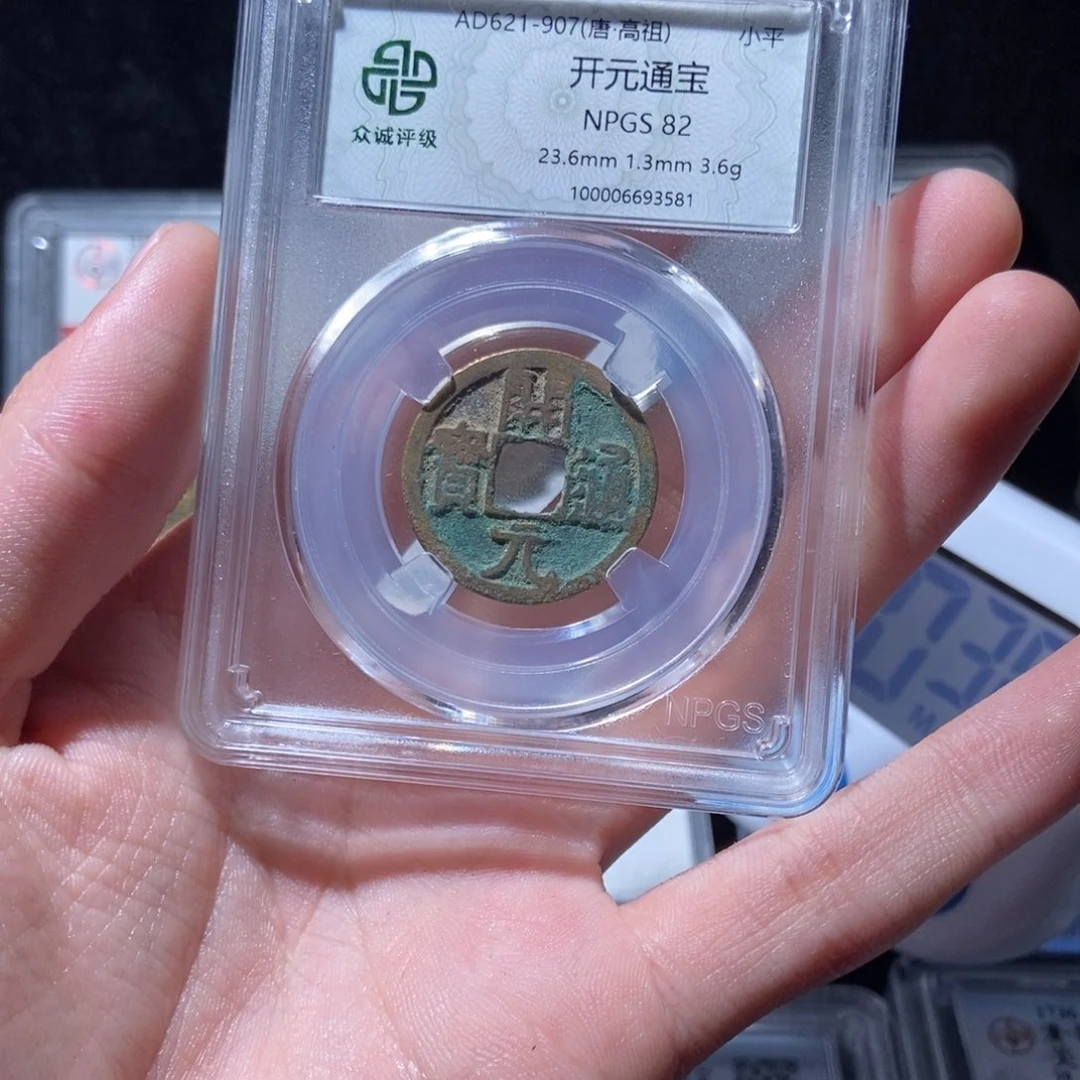 AD621-907(唐·高祖) 小平
开元通宝
NPGS 82
23.6mm 1.3mm 3.6g
100006693581
众诚评级
開
通
元
寳
NPGS